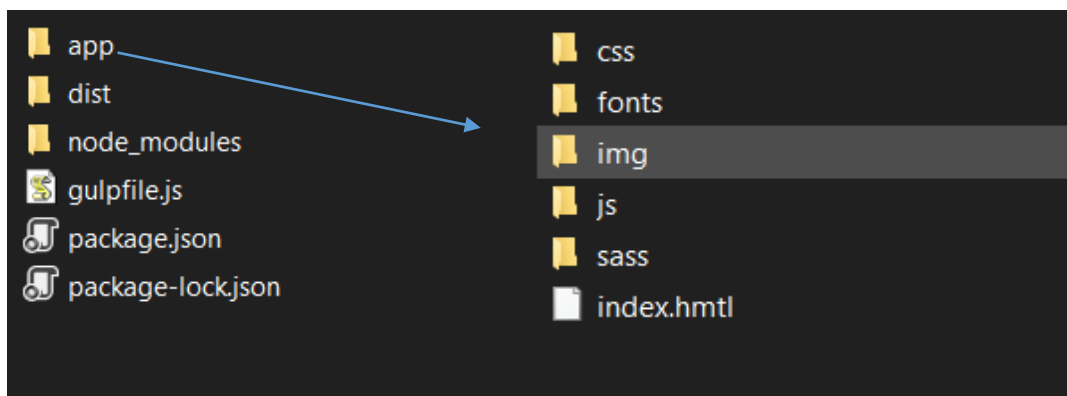 app
dist
node_modules
gulpfile.js
package.json
package-lock.json
css
fonts
img
js
sass
index.hmtl